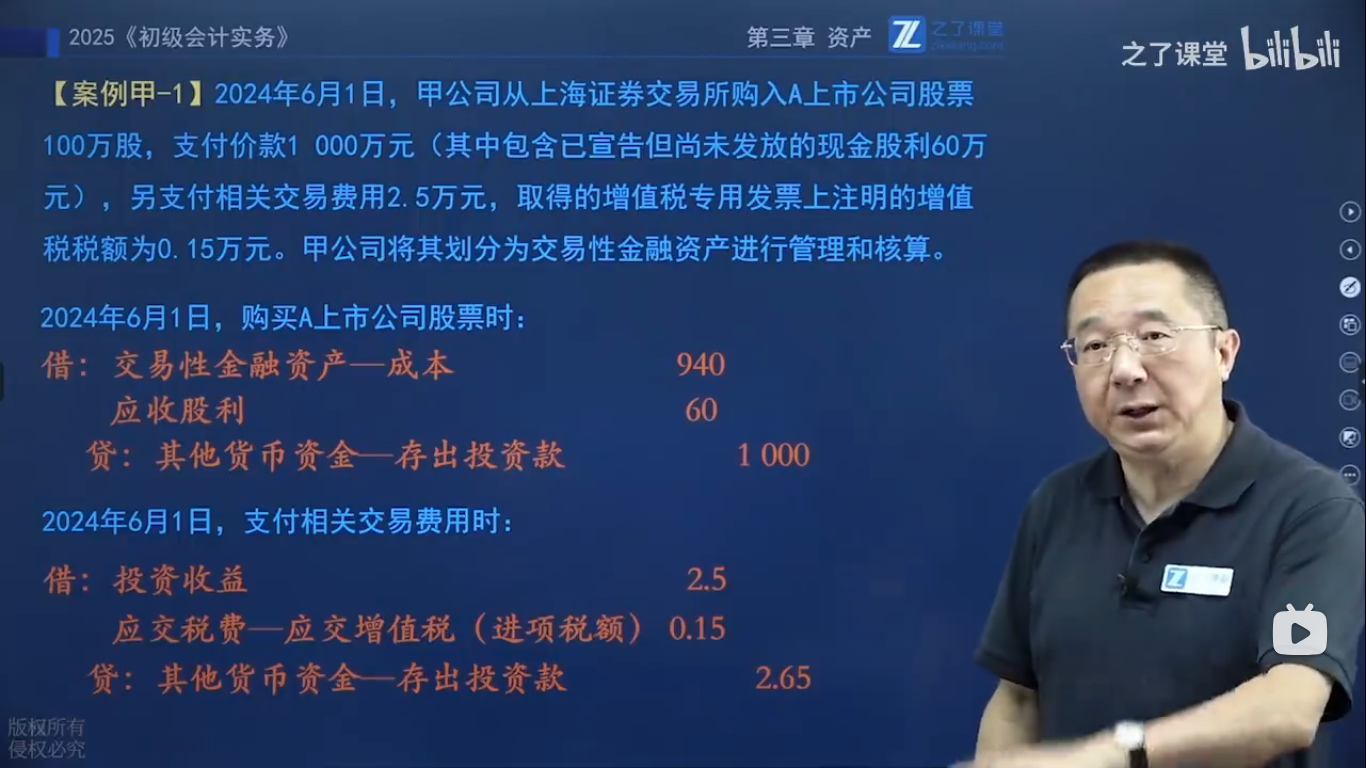 2025《初级会计实务》
第三章 资产
之了课堂
之了课堂 bilibili
【案例甲-1】2024年6月1日，甲公司从上海证券交易所购入A上市公司股票
100万股，支付价款1 000万元（其中包含已宣告但尚未发放的现金股利60万
元），另支付相关交易费用2.5万元，取得的增值税专用发票上注明的增值
税税额为0.15万元。甲公司将其划分为交易性金融资产进行管理和核算。
2024年6月1日，购买A上市公司股票时：
借：交易性金融资产—成本 940
应收股利 60
贷：其他货币资金—存出投资款 1 000
2024年6月1日，支付相关交易费用时：
借：投资收益 2.5
应交税费—应交增值税（进项税额） 0.15
贷：其他货币资金—存出投资款 2.65
版权所有
侵权必究